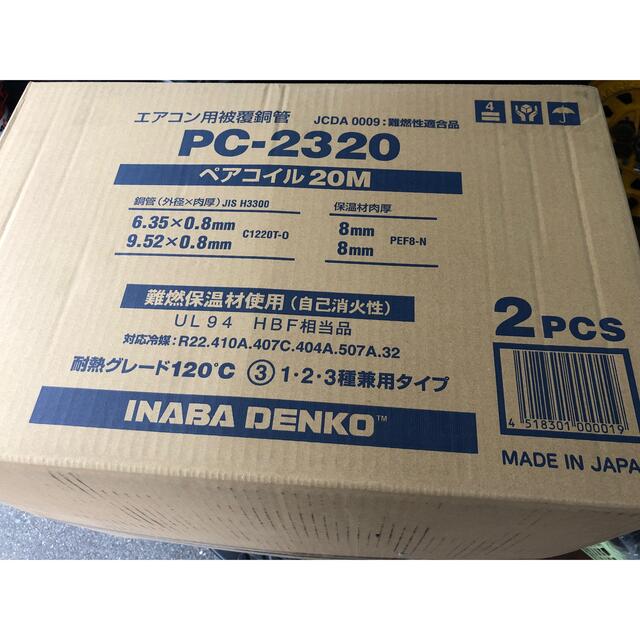 エアコン用被覆銅管
JCDA 0009:難燃性適合品
4
PC-2320
ペアコイル 20M
銅管(外径×肉厚) JIS H3300
6.35×0.8mm
9.52×0.8mm
C1220T-O
保温材肉厚
8mm
8mm
PEF8-N
難燃保温材使用(自己消火性)
UL94 HBF相当品
対応冷媒:R22.410A.407C.404A.507A.32
耐熱グレード120℃ ③ 1・2・3種兼用タイプ
INABA DENKO™
2 PCS
4 518301 000019
MADE IN JAPA